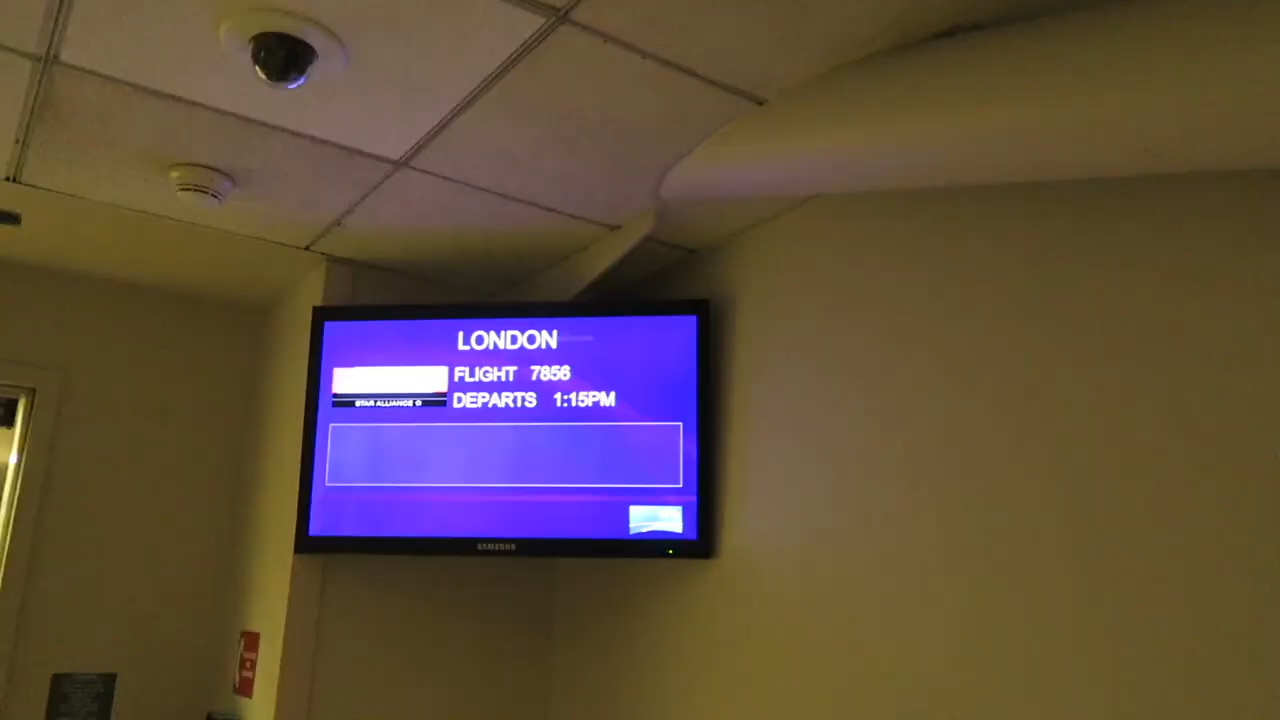 LONDON
FLIGHT 7856
DEPARTS 1:15PM
STAR ALLIANCE
SAMSUNG